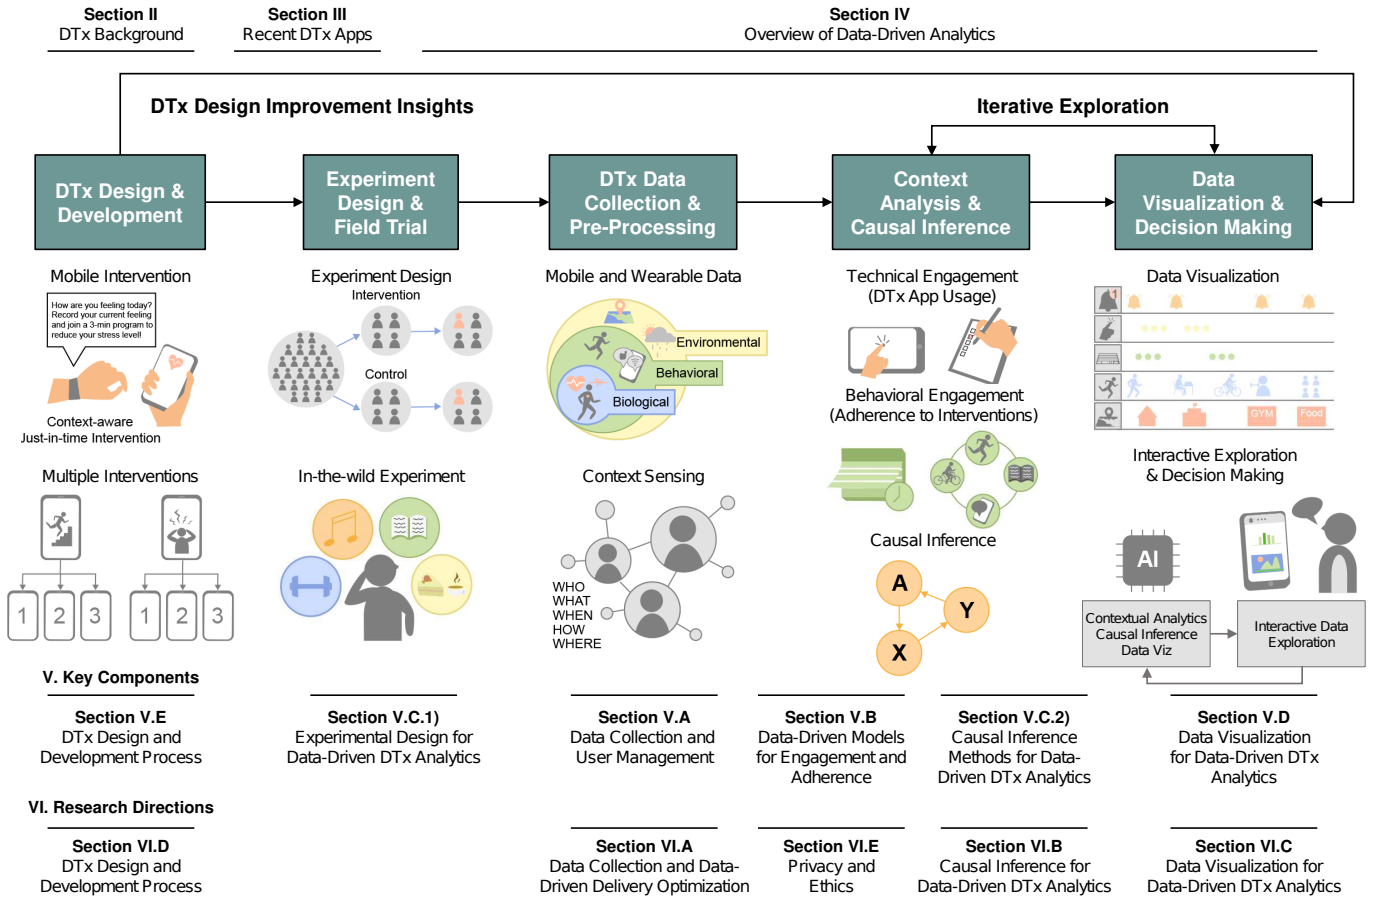 Section II
DTx Background
Section III
Recent DTx Apps
Section IV
Overview of Data-Driven Analytics
DTx Design Improvement Insights
Iterative Exploration
DTx Design &
Development
Experiment
Design &
Field Trial
DTx Data
Collection &
Pre-Processing
Context
Analysis &
Causal Inference
Data
Visualization &
Decision Making
Mobile Intervention
How are you feeling today?
Record your current feeling
and join a 3-min program to
reduce your stress level!
Context-aware
Just-in-time Intervention
Multiple Interventions
1
2
3
1
2
3
Experiment Design
Intervention
Control
In-the-wild Experiment
Mobile and Wearable Data
Environmental
Behavioral
Biological
Context Sensing
WHO
WHAT
WHEN
HOW
WHERE
Technical Engagement
(DTx App Usage)
Behavioral Engagement
(Adherence to Interventions)
Causal Inference
A
Y
X
Data Visualization
1
GYM
Food
Interactive Exploration
& Decision Making
AI
Contextual Analytics
Causal Inference
Data Viz
Interactive Data
Exploration
V. Key Components
Section V.E
DTx Design and
Development Process
Section V.C.1)
Experimental Design for
Data-Driven DTx Analytics
Section V.A
Data Collection and
User Management
Section V.B
Data-Driven Models
for Engagement and
Adherence
Section V.C.2)
Causal Inference
Methods for Data-
Driven DTx Analytics
Section V.D
Data Visualization
for Data-Driven DTx
Analytics
VI. Research Directions
Section VI.D
DTx Design and
Development Process
Section VI.A
Data Collection and Data-
Driven Delivery Optimization
Section VI.E
Privacy and
Ethics
Section VI.B
Causal Inference for
Data-Driven DTx Analytics
Section VI.C
Data Visualization for
Data-Driven DTx Analytics